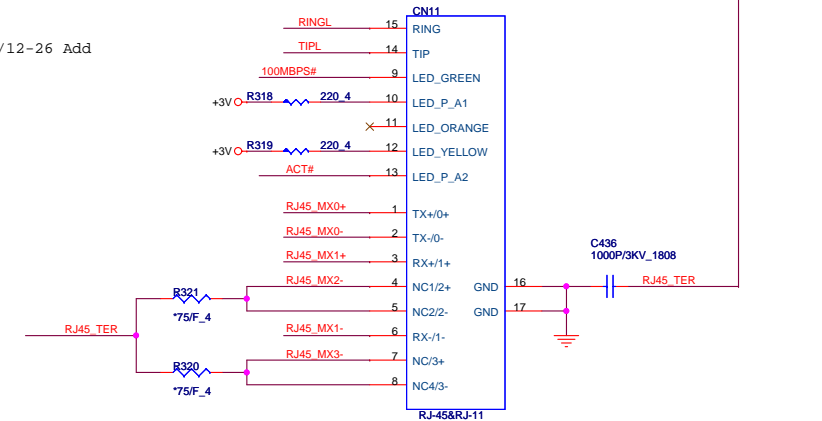 CN11
RINGL 15 RING
/12-26 Add
TIPL 14 TIP
100MBPS# 9 LED_GREEN
+3V R318 220_4 10 LED_P_A1
11 LED_ORANGE
+3V R319 220_4 12 LED_YELLOW
ACT# 13 LED_P_A2
RJ45_MX0+ 1 TX+/0+
RJ45_MX0- 2 TX-/0-
C436
1000P/3KV_1808
RJ45_MX1+ 3 RX+/1+
R321 RJ45_MX2- 4 NC1/2+ GND 16 RJ45_TER
*75/F_4 5 NC2/2- GND 17
RJ45_TER RJ45_MX1- 6 RX-/1-
R320 RJ45_MX3- 7 NC/3+
*75/F_4 8 NC4/3-
RJ-45&RJ-11